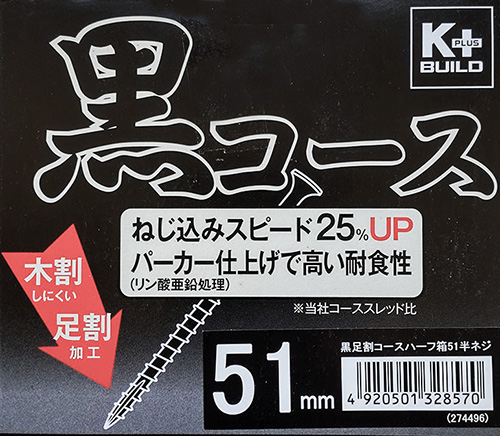 黒コース
K+
PLUS
BUILD
ねじ込みスピード25%UP
パーカー仕上げで高い耐食性
(リン酸亜鉛処理)
※当社コーススレッド比
木割
しにくい
足割
加工
51mm
黒足割コースハーフ箱51半ネジ
4 920501 328570
(274496)